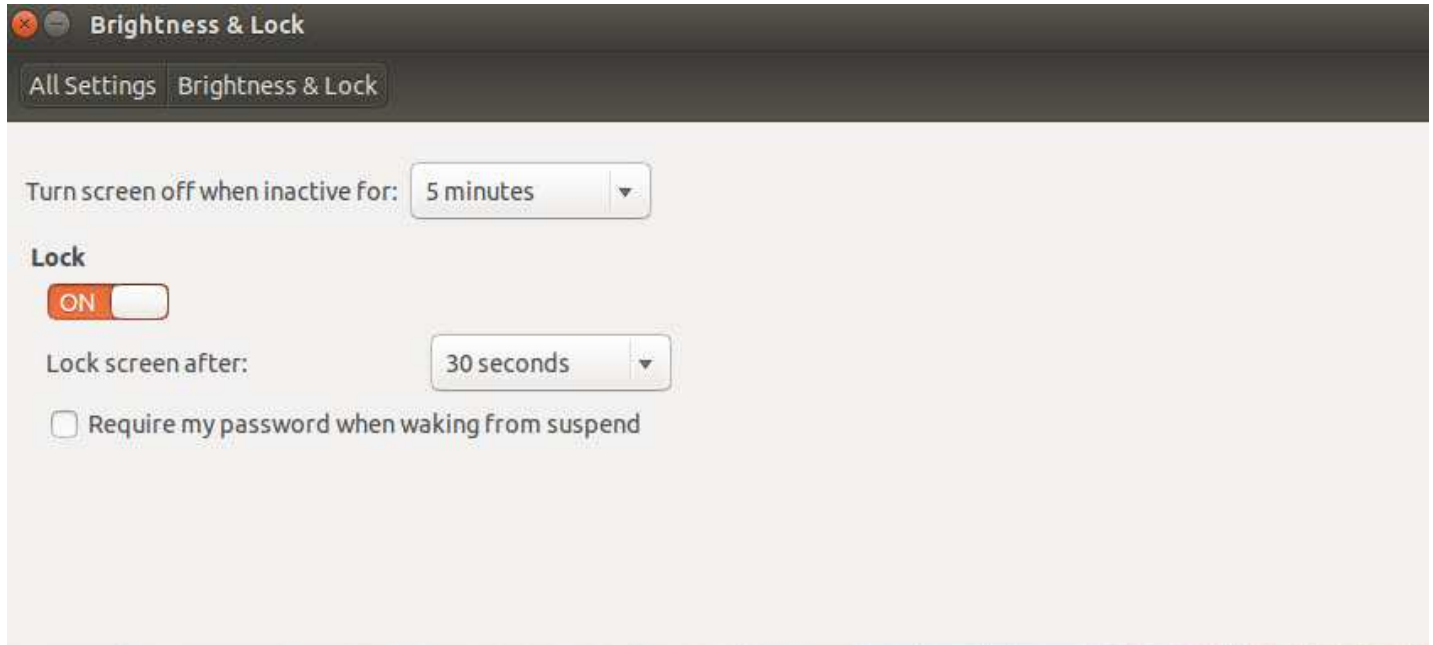 Brightness & Lock
All Settings Brightness & Lock
Turn screen off when inactive for: 5 minutes
Lock
ON
Lock screen after: 30 seconds
Require my password when waking from suspend